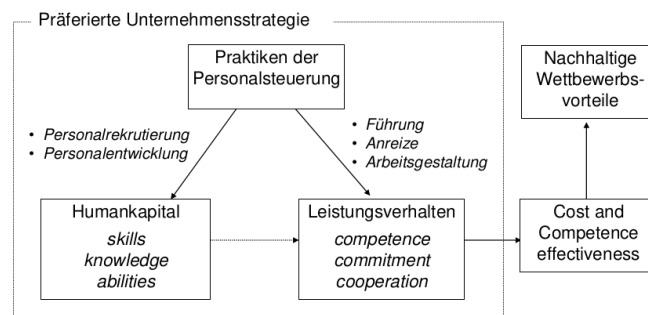 Präferierte Unternehmensstrategie
Praktiken der
Personalsteuerung
Nachhaltige
Wettbewerbs-
vorteile
• Personalrekrutierung
• Personalentwicklung
• Führung
• Anreize
• Arbeitsgestaltung
Humankapital
skills
knowledge
abilities
Leistungsverhalten
competence
commitment
cooperation
Cost and
Competence
effectiveness